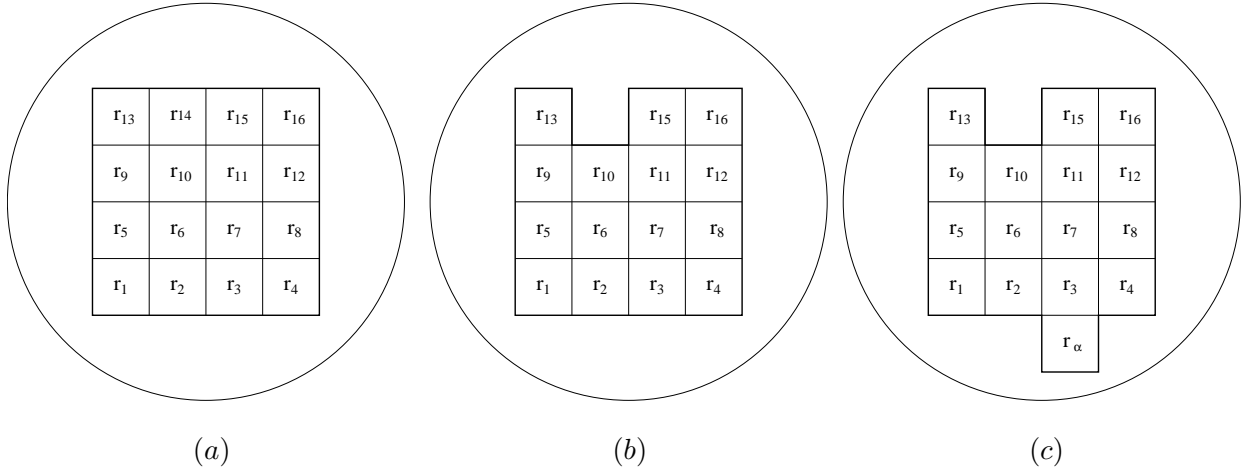 r₁₃ r₁₄ r₁₅ r₁₆ r₁₃ r₁₅ r₁₆ r₁₃ r₁₅ r₁₆
r₉ r₁₀ r₁₁ r₁₂ r₉ r₁₀ r₁₁ r₁₂ r₉ r₁₀ r₁₁ r₁₂
r₅ r₆ r₇ r₈ r₅ r₆ r₇ r₈ r₅ r₆ r₇ r₈
r₁ r₂ r₃ r₄ r₁ r₂ r₃ r₄ r₁ r₂ r₃ r₄
r α
(a) (b) (c)